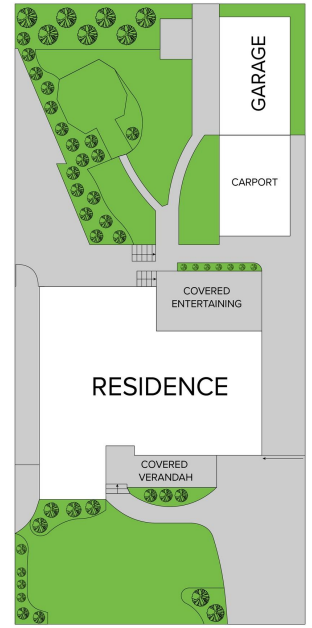 GARAGE
CARPORT
COVERED
ENTERTAINING
RESIDENCE
COVERED
VERANDAH